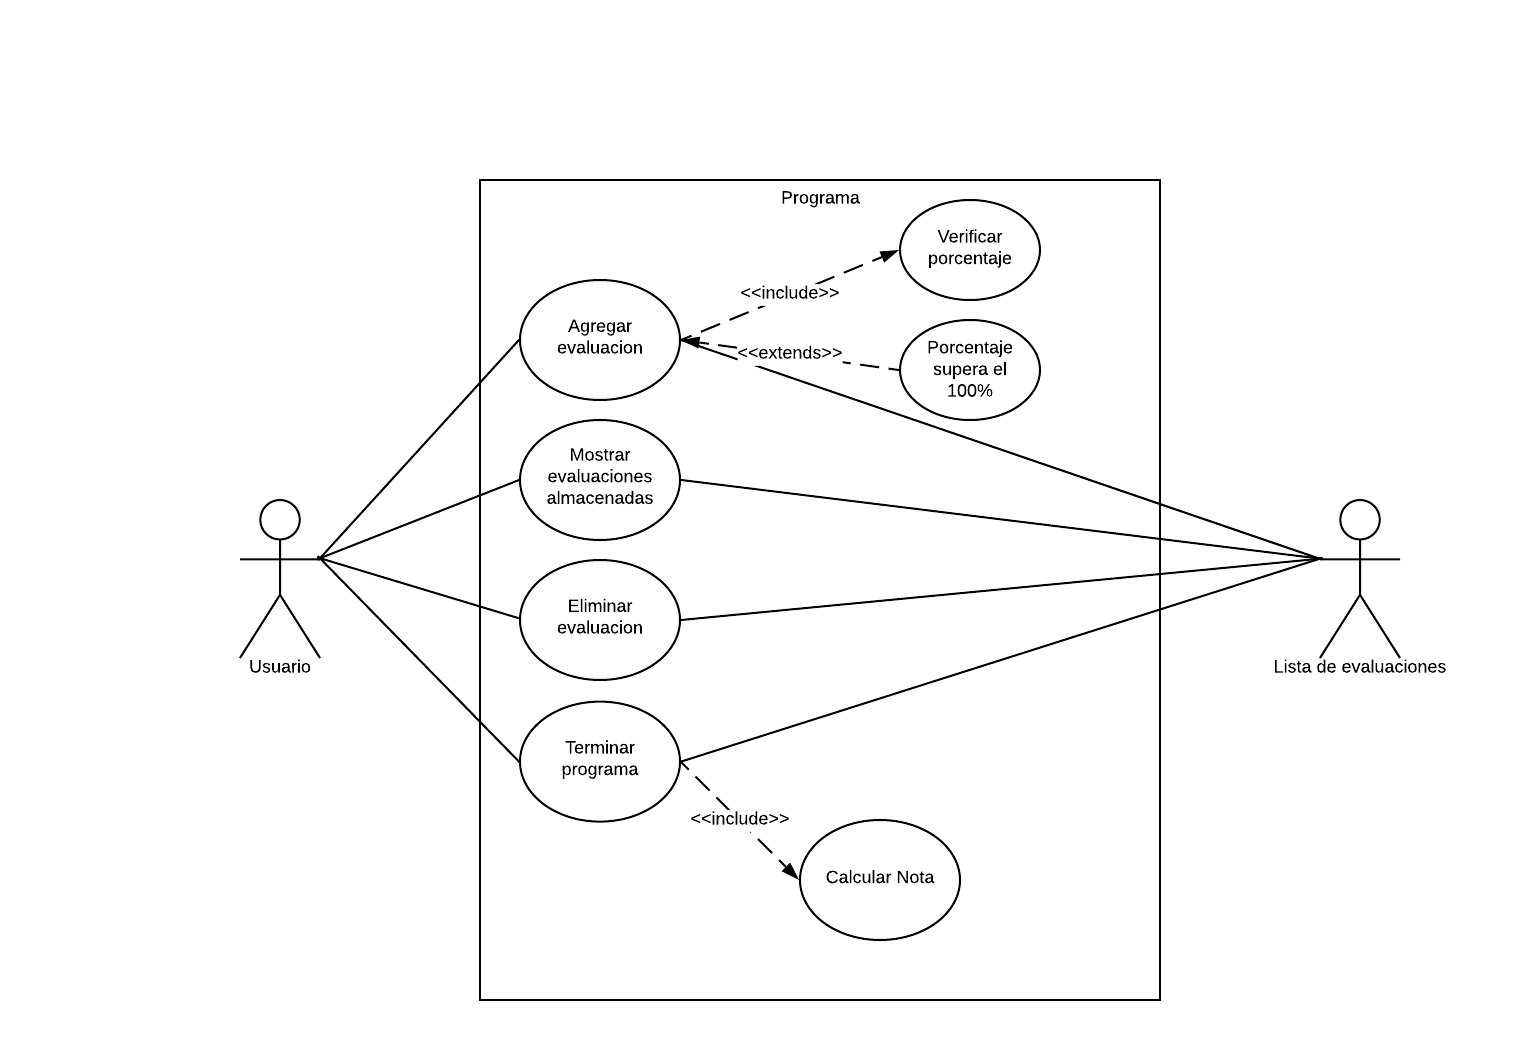 Programa
Verificar
porcentaje
<<include>>
Agregar
evaluacion
<<extends>>
Porcentaje
supera el
100%
Mostrar
evaluaciones
almacenadas
Eliminar
evaluacion
Usuario
Lista de evaluaciones
Terminar
programa
<<include>>
Calcular Nota